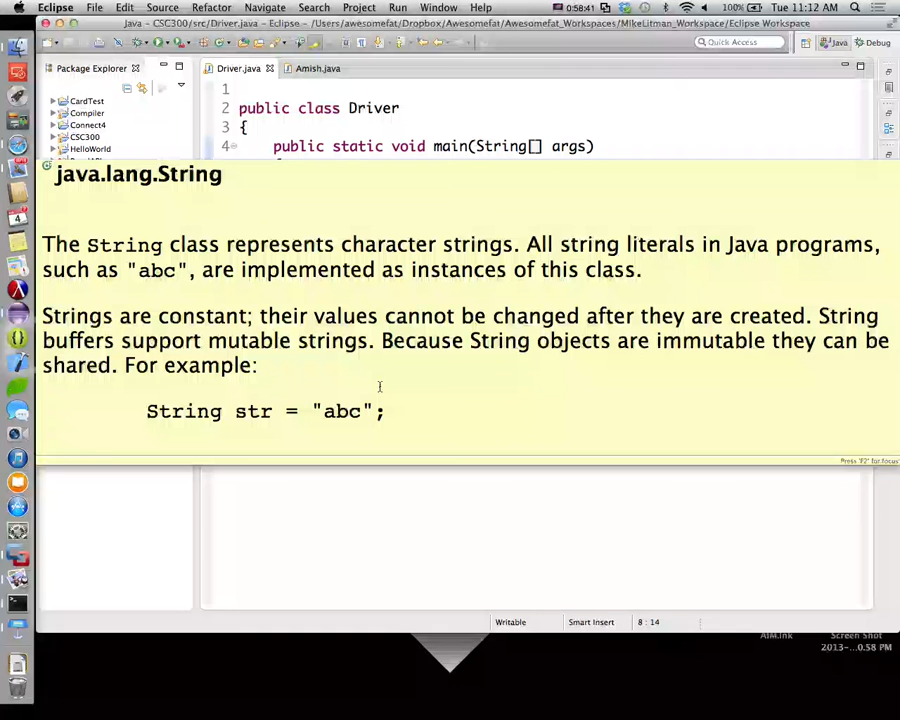 Eclipse File Edit Source Refactor Navigate Search Project Run Window Help 0:58:41 100% Tue 11:12 AM
Java - CSC300/src/Driver.java - Eclipse - /Users/awesomefat/Dropbox/Awesomefat_Workspaces/MikeLitman_Workspace/Eclipse Workspace
Quick Access Java Debug
Package Explorer Driver.java Amish.java
CardTest
Compiler
Connect4
CSC300
HelloWorld
1
2 public class Driver
3 {
4 public static void main(String[] args)
java.lang.String
The String class represents character strings. All string literals in Java programs,
such as "abc", are implemented as instances of this class.
Strings are constant; their values cannot be changed after they are created. String
buffers support mutable strings. Because String objects are immutable they can be
shared. For example:
String str = "abc";
Press 'F2' for focus
Writable Smart Insert 8 : 14
AIM.lnk Screen Shot
2013-...0.58 PM